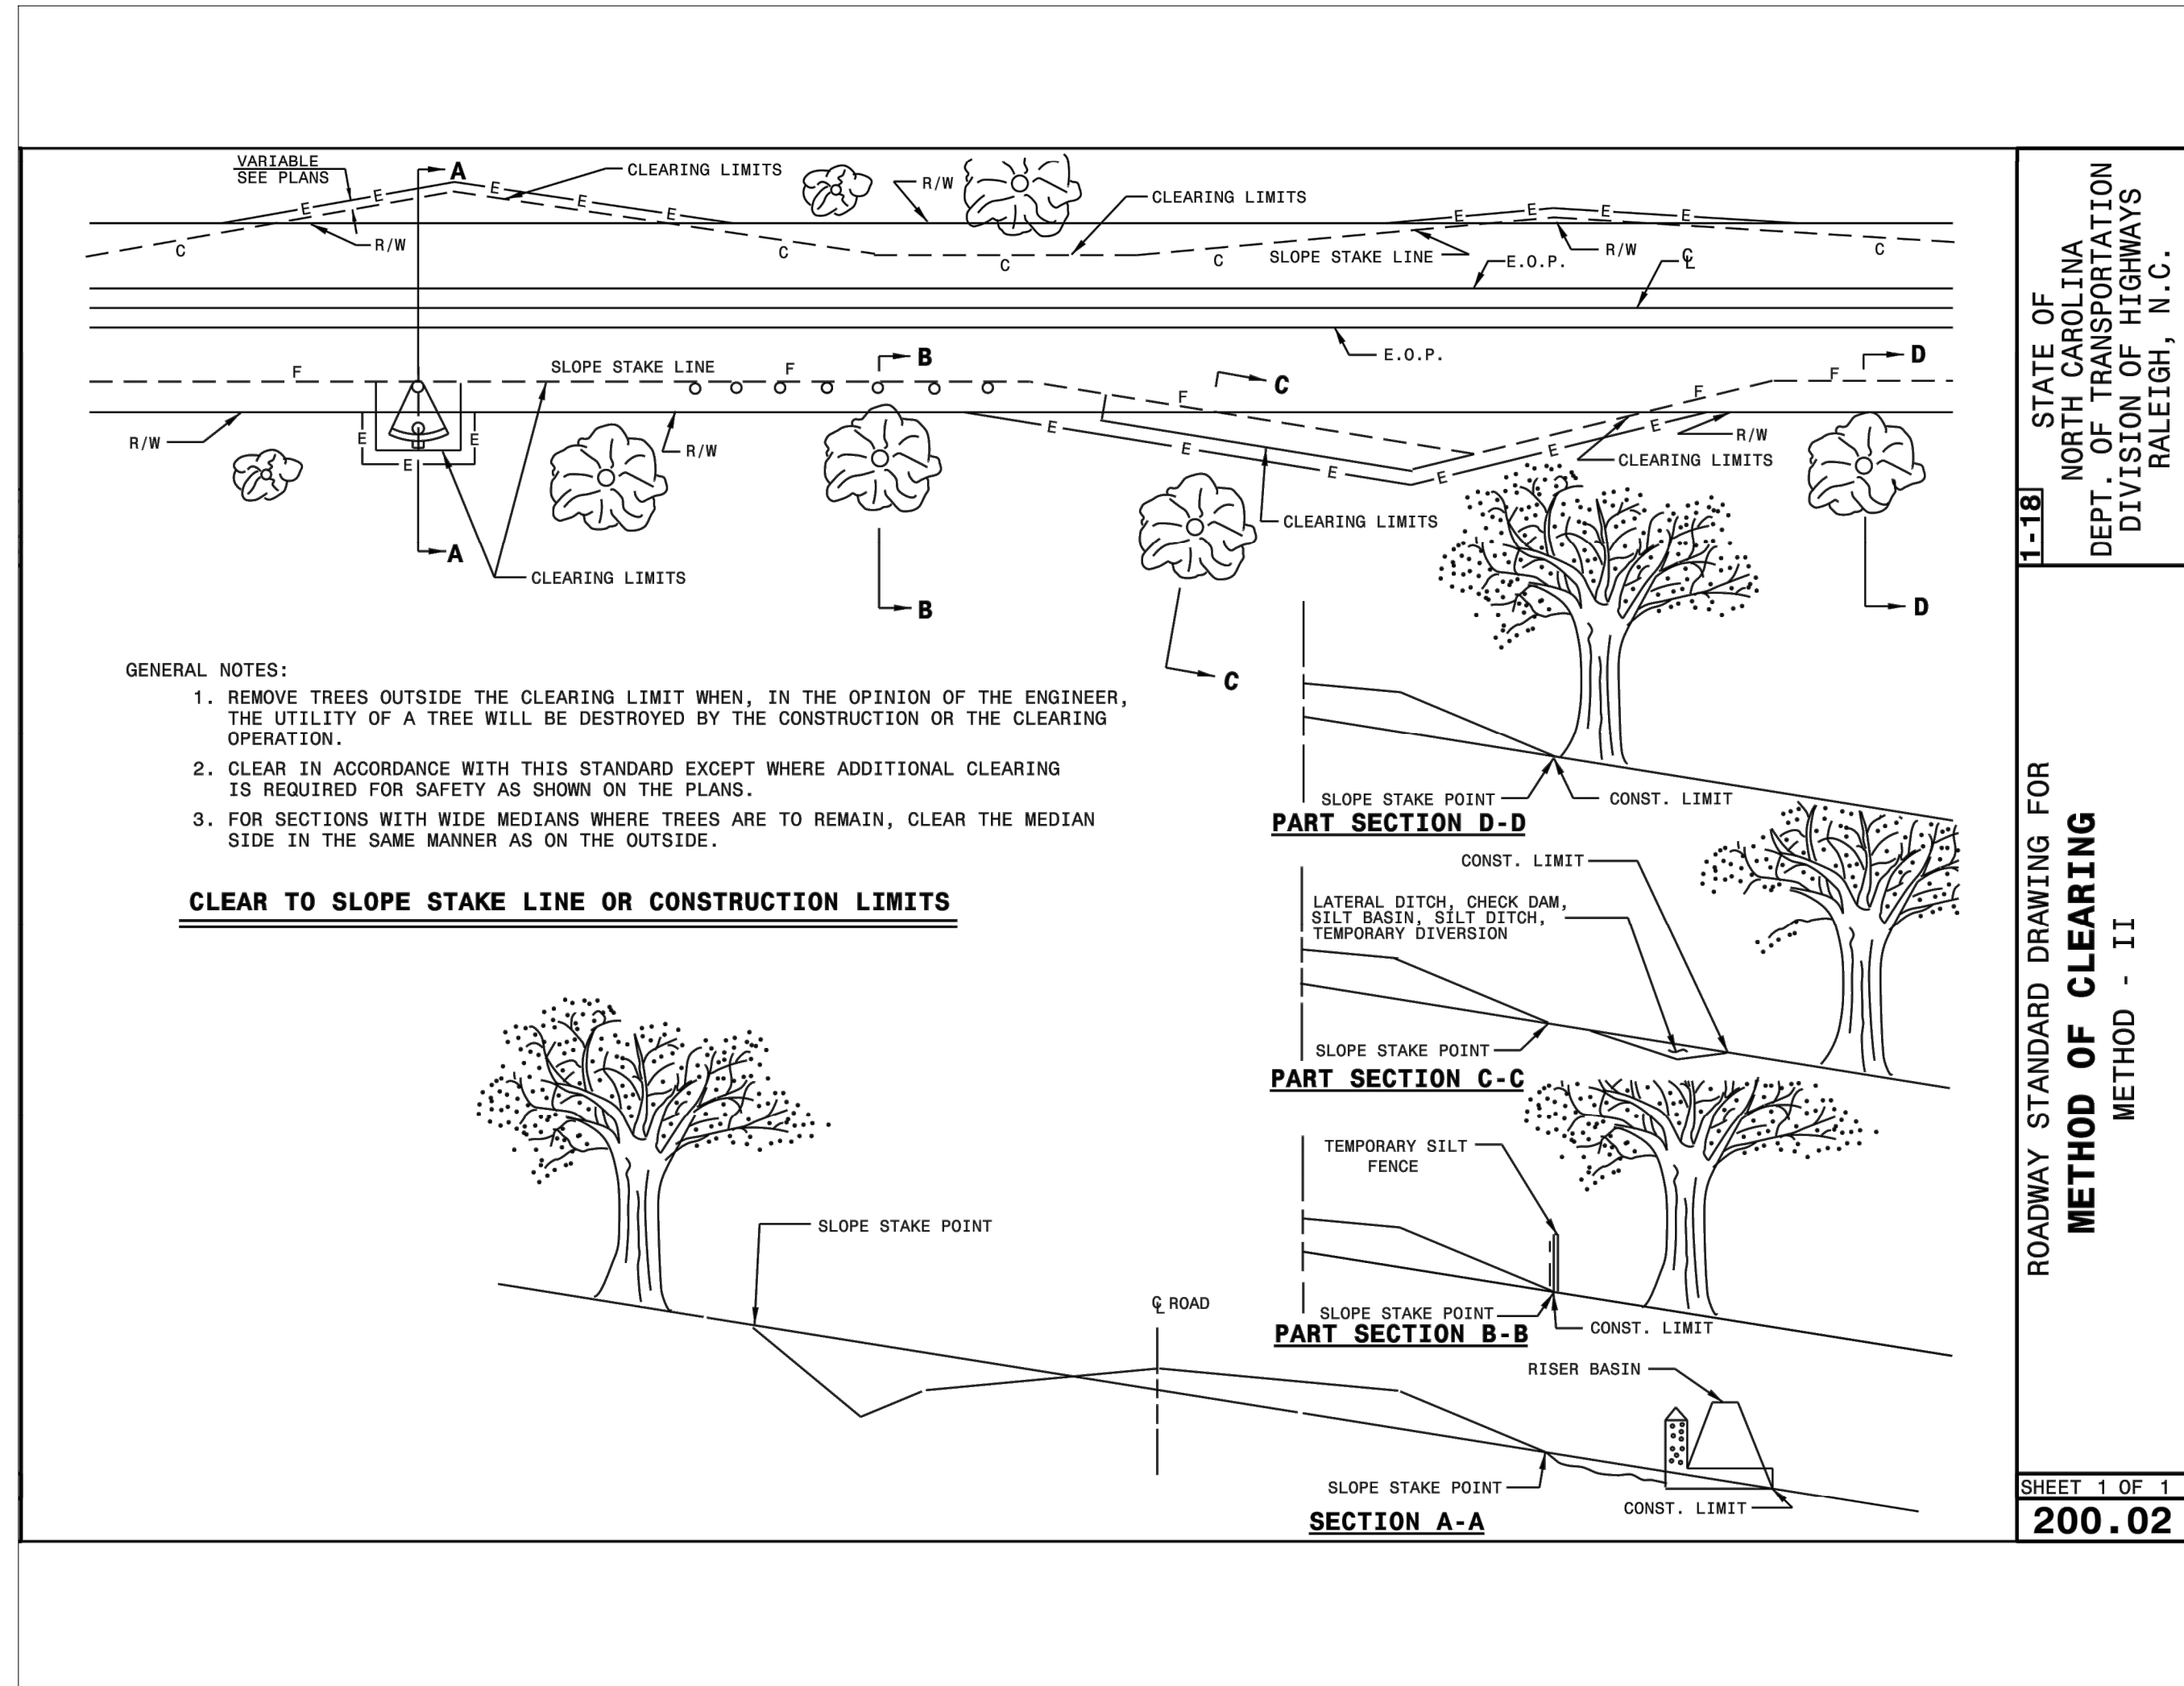 VARIABLE
SEE PLANS
A
CLEARING LIMITS
R/W
CLEARING LIMITS
E
E
E
E
E
E
E
E
E
R/W
C
C
C
C
C
SLOPE STAKE LINE
R/W
E.O.P.
℄
E.O.P.
F
SLOPE STAKE LINE
F
B
C
D
F
F
F
R/W
E
E
E
R/W
E
E
E
E
E
E
R/W
CLEARING LIMITS
CLEARING LIMITS
A
CLEARING LIMITS
B
D
C
GENERAL NOTES:
1. REMOVE TREES OUTSIDE THE CLEARING LIMIT WHEN, IN THE OPINION OF THE ENGINEER,
THE UTILITY OF A TREE WILL BE DESTROYED BY THE CONSTRUCTION OR THE CLEARING
OPERATION.
2. CLEAR IN ACCORDANCE WITH THIS STANDARD EXCEPT WHERE ADDITIONAL CLEARING
IS REQUIRED FOR SAFETY AS SHOWN ON THE PLANS.
3. FOR SECTIONS WITH WIDE MEDIANS WHERE TREES ARE TO REMAIN, CLEAR THE MEDIAN
SIDE IN THE SAME MANNER AS ON THE OUTSIDE.
CLEAR TO SLOPE STAKE LINE OR CONSTRUCTION LIMITS
SLOPE STAKE POINT
CONST. LIMIT
PART SECTION D-D
CONST. LIMIT
LATERAL DITCH, CHECK DAM,
SILT BASIN, SILT DITCH,
TEMPORARY DIVERSION
SLOPE STAKE POINT
PART SECTION C-C
TEMPORARY SILT
FENCE
SLOPE STAKE POINT
CONST. LIMIT
PART SECTION B-B
SLOPE STAKE POINT
℄ ROAD
RISER BASIN
SLOPE STAKE POINT
CONST. LIMIT
SECTION A-A
1-18
STATE OF
NORTH CAROLINA
DEPT. OF TRANSPORTATION
DIVISION OF HIGHWAYS
RALEIGH, N.C.
ROADWAY STANDARD DRAWING FOR
METHOD OF CLEARING
METHOD - II
SHEET 1 OF 1
200.02